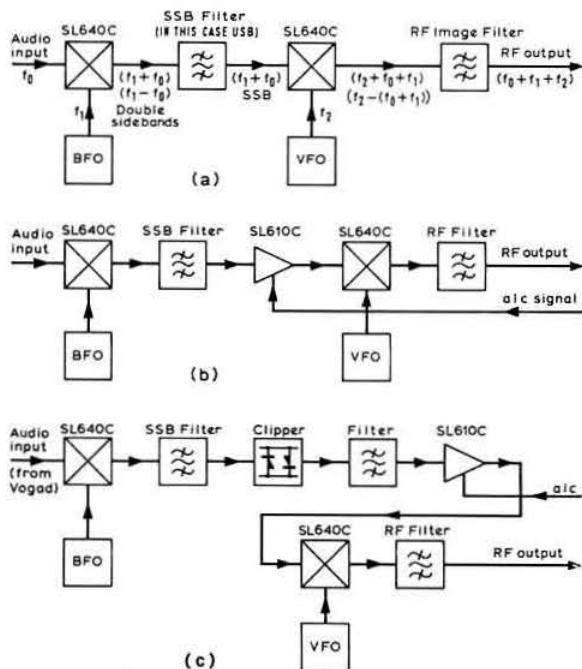 SSB Filter
SL640C (IN THIS CASE USB) SL640C
Audio input RF Image Filter RF output
f₀ (f₁+f₀) (f₁+f₀) (f₂+f₀+f₁) (f₀+f₁+f₂)
(f₁−f₀) SSB (f₂−(f₀+f₁))
f₁ Double sidebands f₂
BFO VFO
(a)
Audio input SL640C SSB Filter SL610C SL640C RF Filter RF output
alc signal
BFO VFO
(b)
Audio input (from Vogad) SL640C SSB Filter Clipper Filter SL610C
alc
SL640C RF Filter RF output
BFO
VFO
(c)